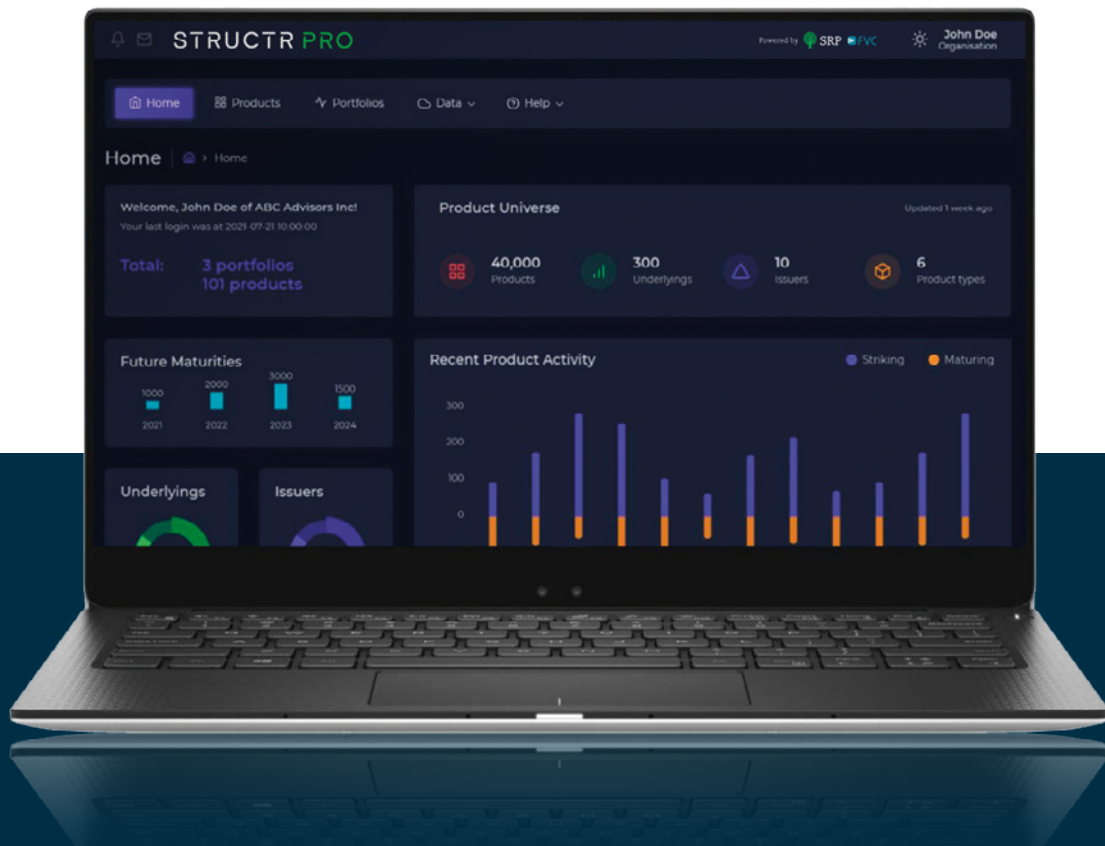 STRUCTR PRO
Powered by SRP FVC
John Doe
Organisation
Home
Products
Portfolios
Data
Help
Home
Home
Welcome, John Doe of ABC Advisors Inc!
Your last login was at 2021-07-21 10:00:00
Total:
3 portfolios
101 products
Product Universe
Updated 1 week ago
40,000
Products
300
Underlyings
10
Issuers
6
Product types
Future Maturities
1000
2000
3000
1500
2021
2022
2023
2024
Recent Product Activity
Striking
Maturing
300
200
100
0
Underlyings
Issuers